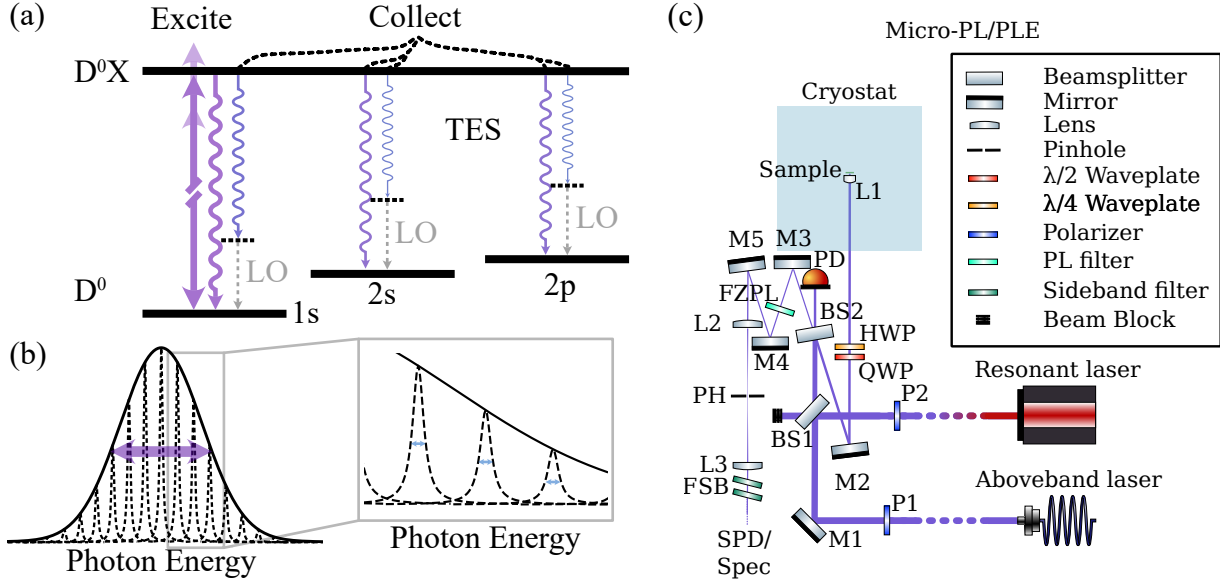 (a)
Excite
Collect
D⁰X
TES
LO
LO
LO
D⁰
1s
2s
2p
(b)
Photon Energy
Photon Energy
(c)
Micro-PL/PLE
Cryostat
Sample
L1
M5
M3
PD
FZPL
BS2
L2
M4
HWP
QWP
PH
P2
Resonant laser
BS1
M2
L3
FSB
Aboveband laser
P1
M1
SPD/
Spec
Beamsplitter
Mirror
Lens
Pinhole
λ/2 Waveplate
λ/4 Waveplate
Polarizer
PL filter
Sideband filter
Beam Block